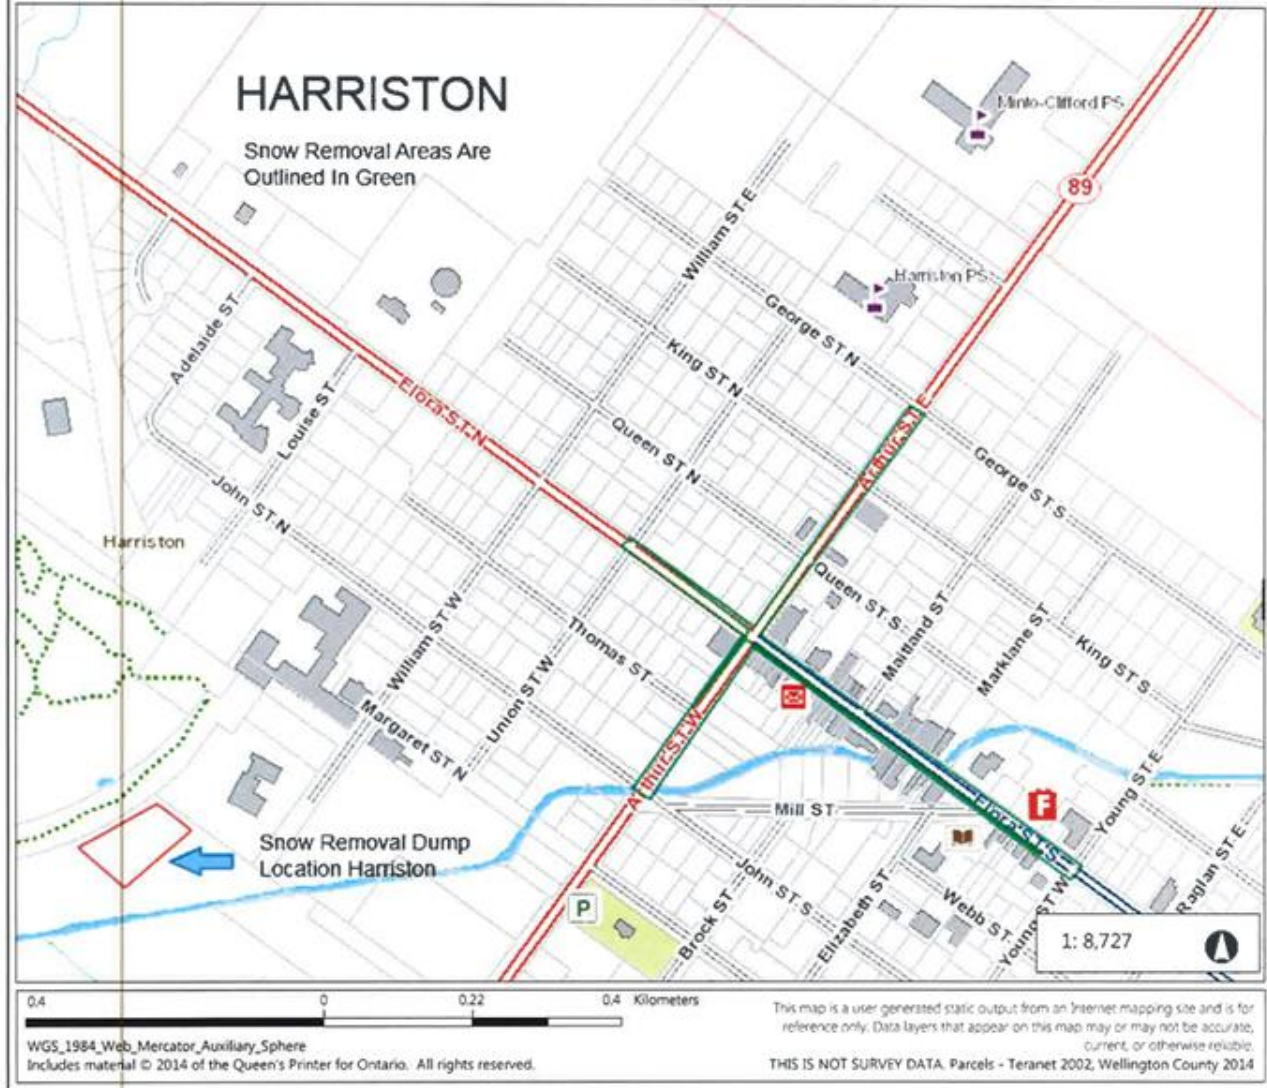 HARRISTON
Snow Removal Areas Are
Outlined In Green
Minto-Clifford PS
89
William ST E
Harriston PS
Adelaide ST
George ST N
King ST N
Louise ST
Elora S.T. N
Queen ST N
Arthur S.T. E
John ST N
George ST S
Harriston
Queen ST S
William ST W
Thomas ST
Maitland ST
Marklane ST
King ST S
Union ST W
Margaret ST N
Arthur S.T. W
Mill ST
Elora S.T. S
F
Young ST E
Snow Removal Dump
Location Harriston
John ST S
Elizabeth ST
Webb ST
Raglan ST E
P
Brock ST
Young ST W
1: 8,727
0.4
0
0.22
0.4 Kilometers
WGS_1984_Web_Mercator_Auxiliary_Sphere
Includes material © 2014 of the Queen's Printer for Ontario. All rights reserved.
This map is a user generated static output from an Internet mapping site and is for
reference only. Data layers that appear on this map may or may not be accurate,
current, or otherwise reliable.
THIS IS NOT SURVEY DATA. Parcels - Teranet 2002, Wellington County 2014